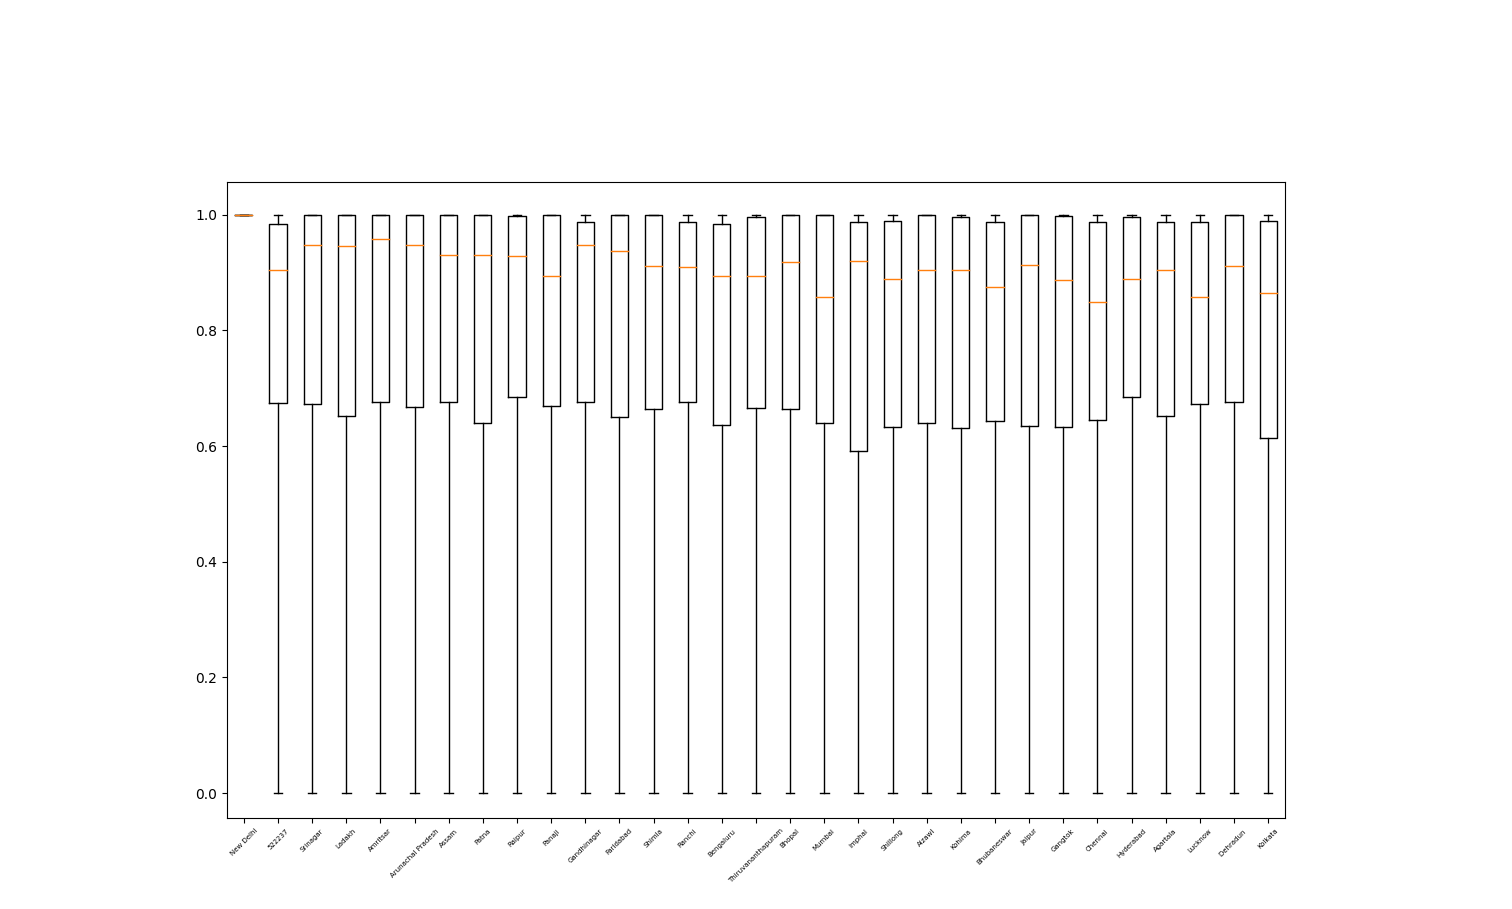 1.0
0.8
0.6
0.4
0.2
0.0
New Delhi
522237
Srinagar
Ladakh
Amritsar
Arunachal Pradesh
Assam
Patna
Raipur
Panaji
Gandhinagar
Faridabad
Shimla
Ranchi
Bengaluru
Thiruvananthapuram
Bhopal
Mumbai
Imphal
Shillong
Aizawl
Kohima
Bhubaneswar
Jaipur
Gangtok
Chennai
Hyderabad
Agartala
Lucknow
Dehradun
Kolkata